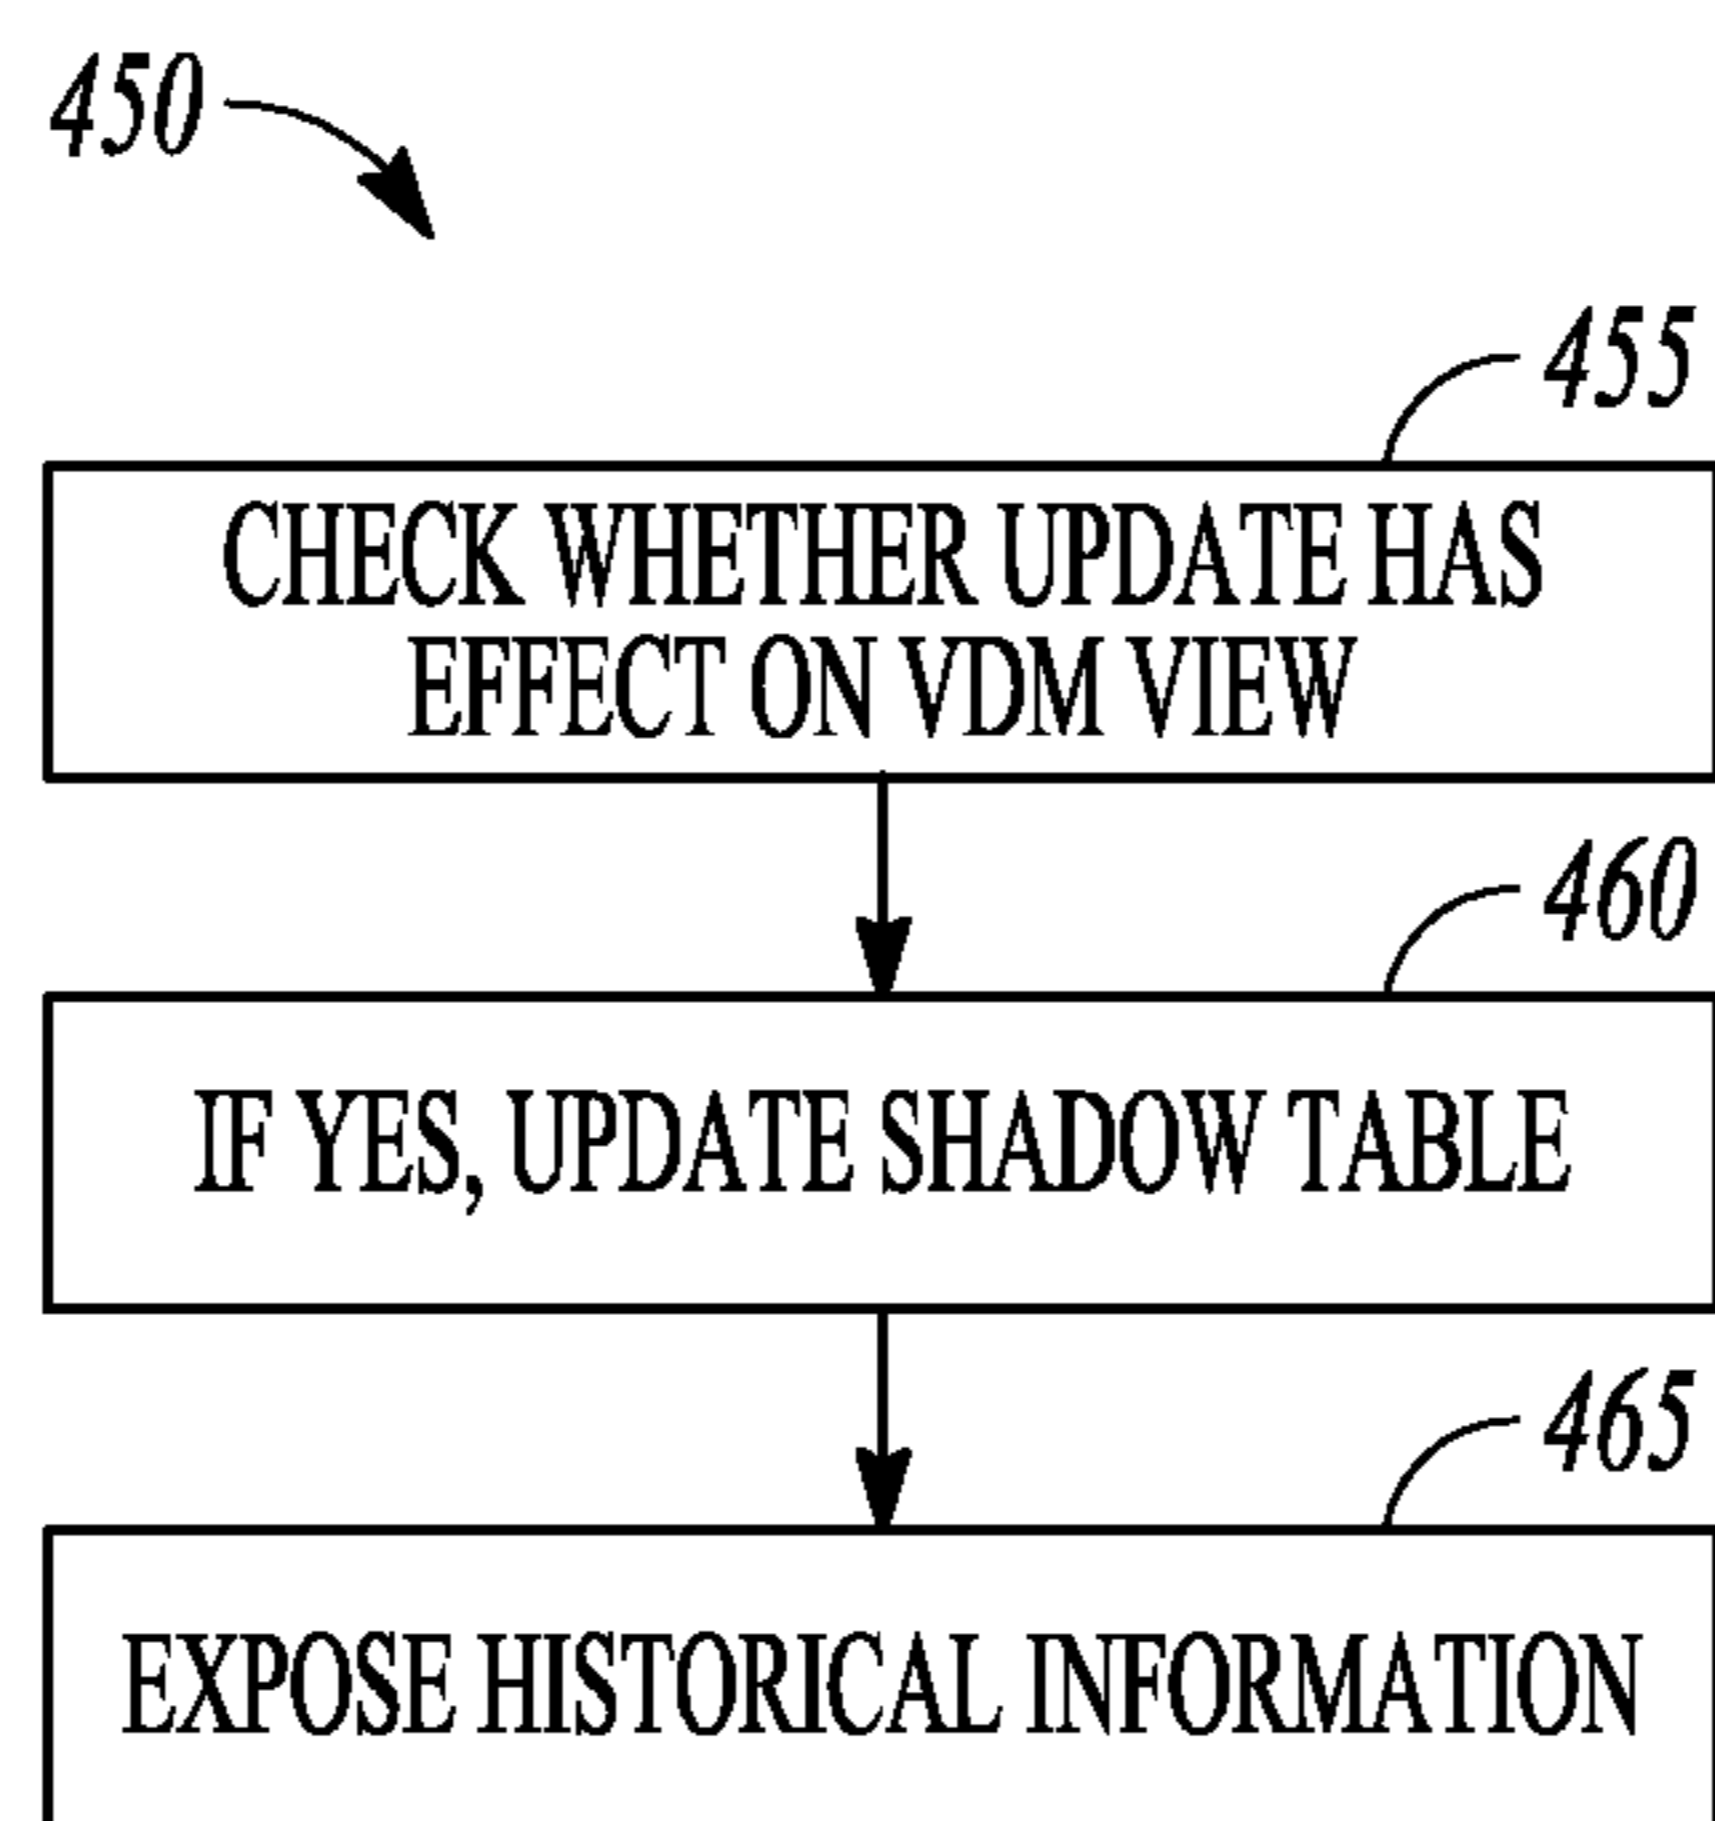 450
455
CHECK WHETHER UPDATE HAS
EFFECT ON VDM VIEW
460
IF YES, UPDATE SHADOW TABLE
465
EXPOSE HISTORICAL INFORMATION